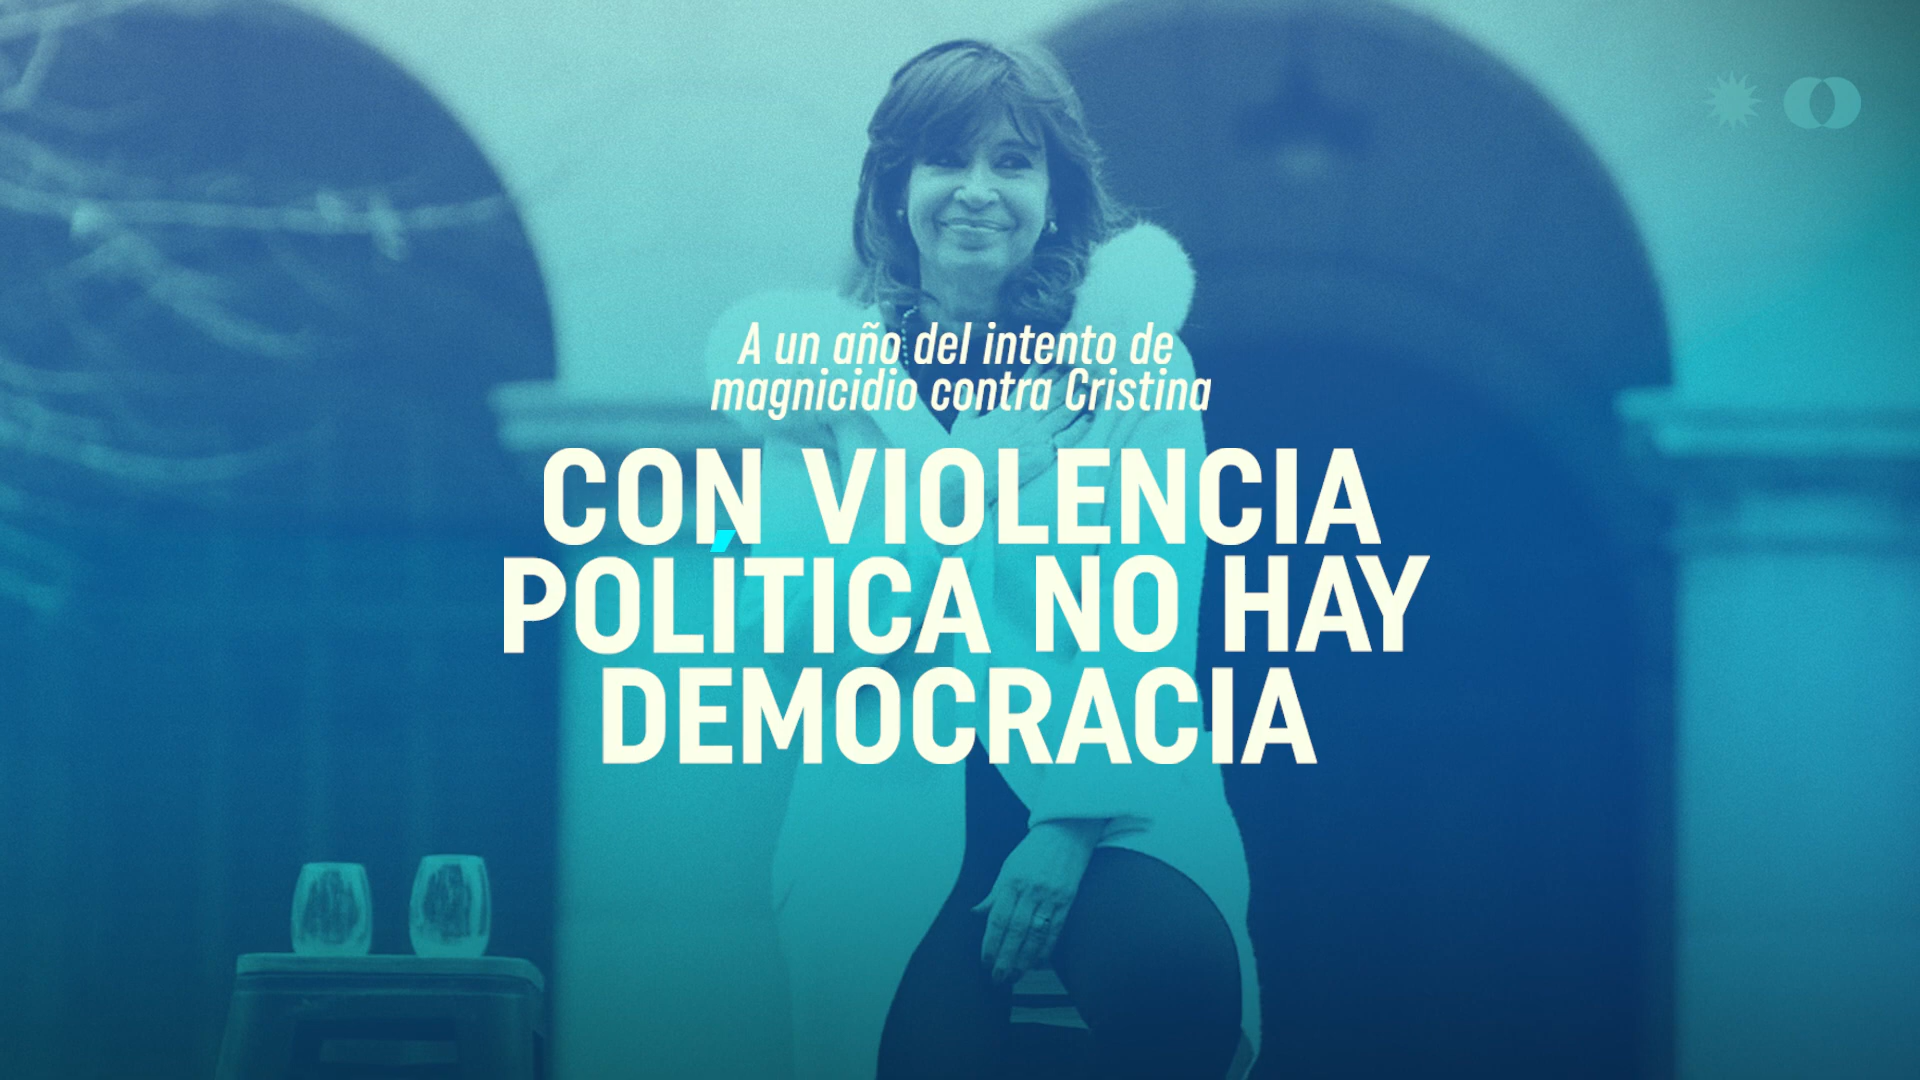 A un año del intento de
magnicidio contra Cristina
CON VIOLENCIA
POLÍTICA NO HAY
DEMOCRACIA